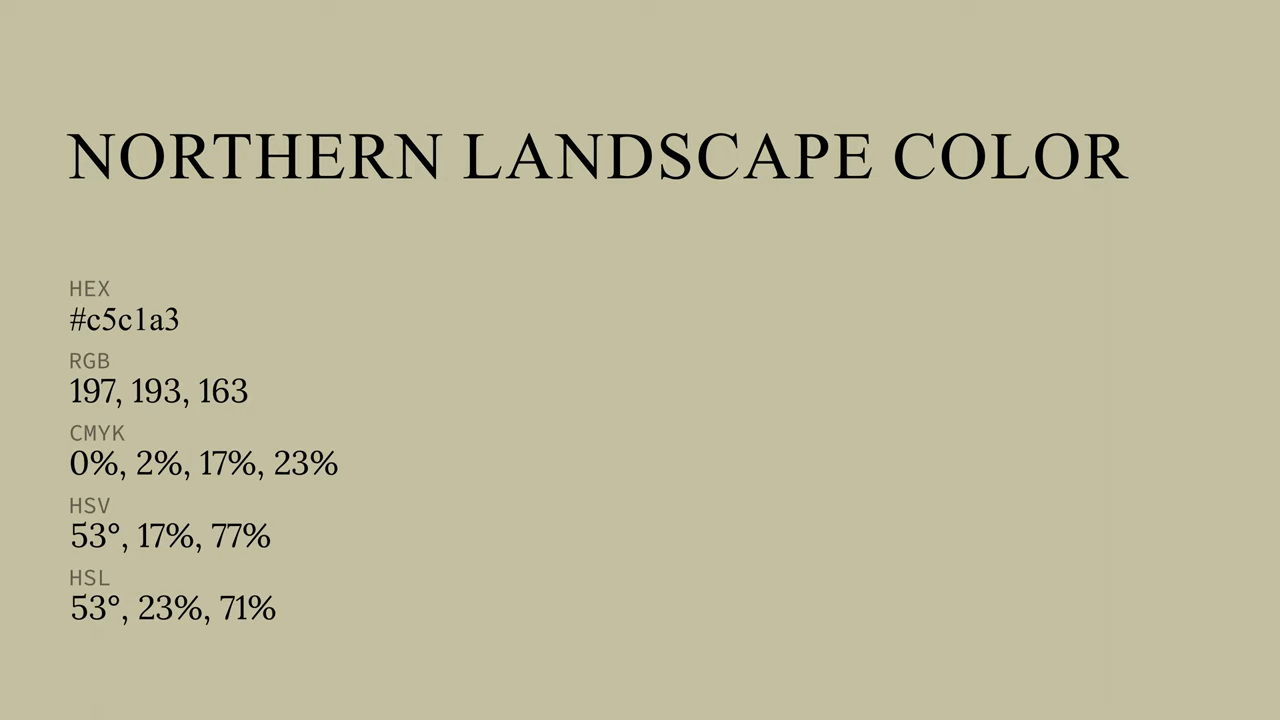 NORTHERN LANDSCAPE COLOR
HEX
#c5c1a3
RGB
197, 193, 163
CMYK
0%, 2%, 17%, 23%
HSV
53°, 17%, 77%
HSL
53°, 23%, 71%